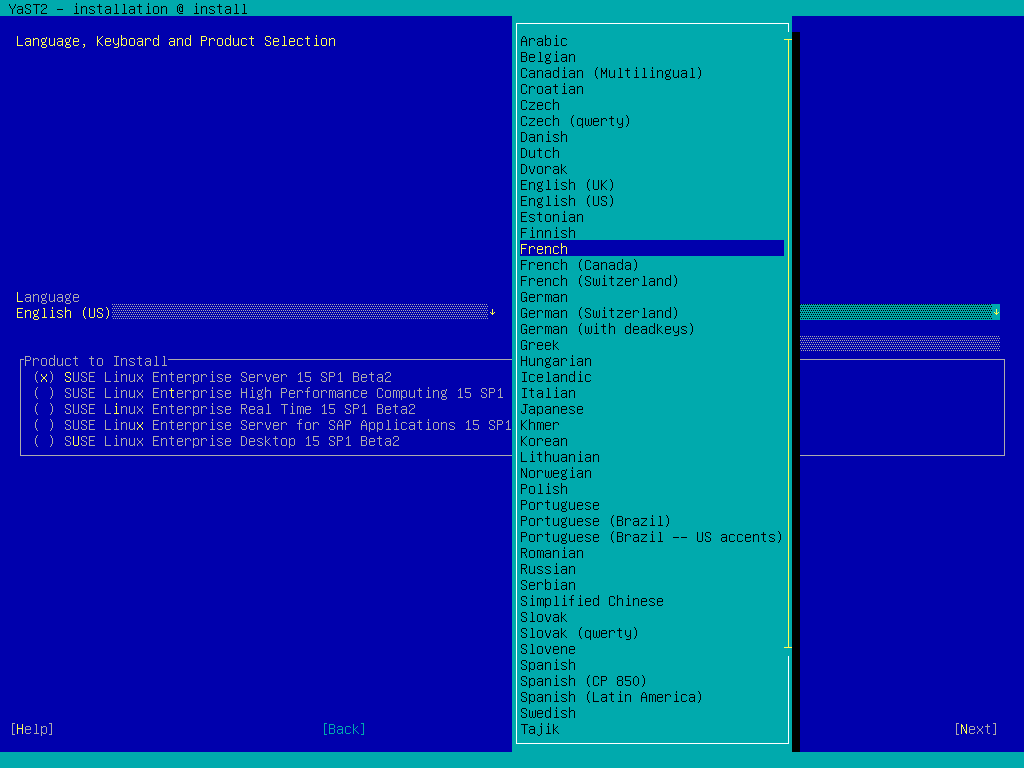 YaST2 - installation @ install
Language, Keyboard and Product Selection
Language
English (US)
Product to Install
(x) SUSE Linux Enterprise Server 15 SP1 Beta2
( ) SUSE Linux Enterprise High Performance Computing 15 SP1
( ) SUSE Linux Enterprise Real Time 15 SP1 Beta2
( ) SUSE Linux Enterprise Server for SAP Applications 15 SP1
( ) SUSE Linux Enterprise Desktop 15 SP1 Beta2
Arabic
Belgian
Canadian (Multilingual)
Croatian
Czech
Czech (qwerty)
Danish
Dutch
Dvorak
English (UK)
English (US)
Estonian
Finnish
French
French (Canada)
French (Switzerland)
German
German (Switzerland)
German (with deadkeys)
Greek
Hungarian
Icelandic
Italian
Japanese
Khmer
Korean
Lithuanian
Norwegian
Polish
Portuguese
Portuguese (Brazil)
Portuguese (Brazil -- US accents)
Romanian
Russian
Serbian
Simplified Chinese
Slovak
Slovak (qwerty)
Slovene
Spanish
Spanish (CP 850)
Spanish (Latin America)
Swedish
Tajik
[Help] [Back] [Next]